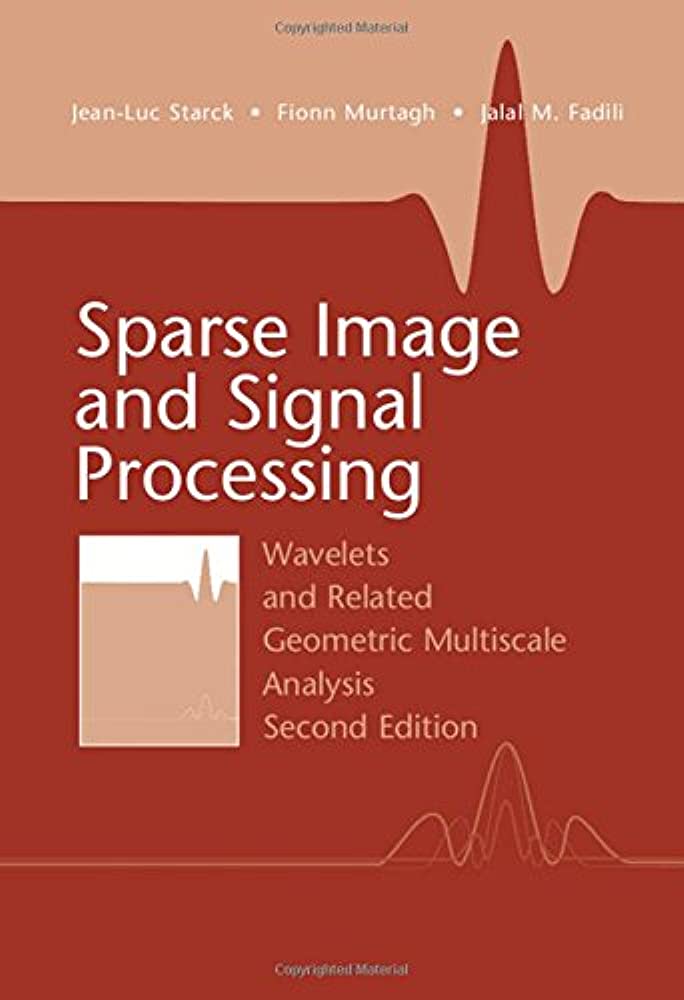 Copyrighted Material
Jean-Luc Starck • Fionn Murtagh • Jalal M. Fadili
Sparse Image
and Signal
Processing
Wavelets
and Related
Geometric Multiscale
Analysis
Second Edition
Copyrighted Material